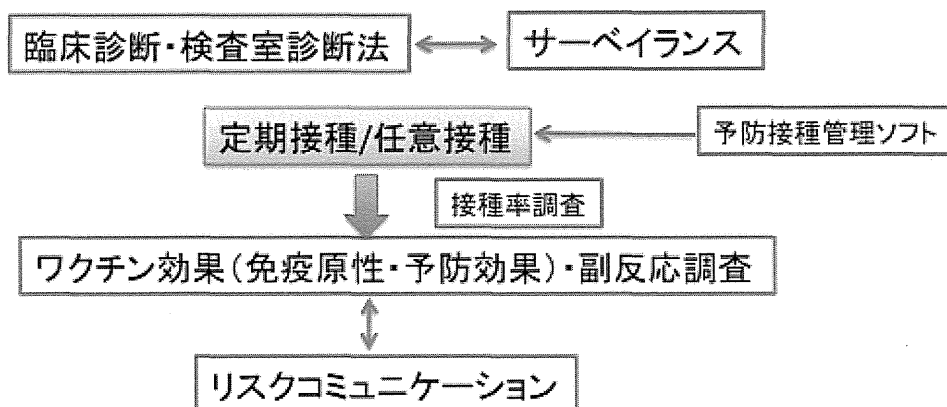 臨床診断・検査室診断法
サーベイランス
定期接種/任意接種
予防接種管理ソフト
接種率調査
ワクチン効果(免疫原性・予防効果)・副反応調査
リスクコミュニケーション